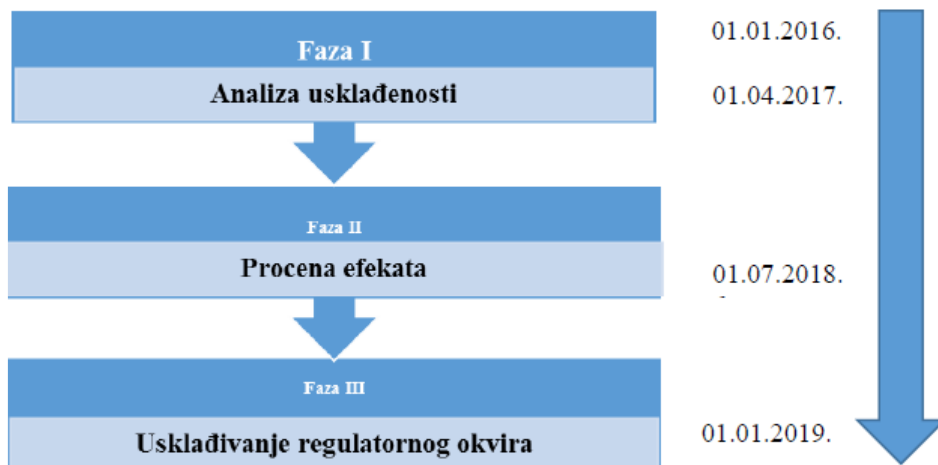 Faza I
01.01.2016.
Analiza usklađenosti
01.04.2017.
Faza II
Procena efekata
01.07.2018.
Faza III
Usklađivanje regulatornog okvira
01.01.2019.